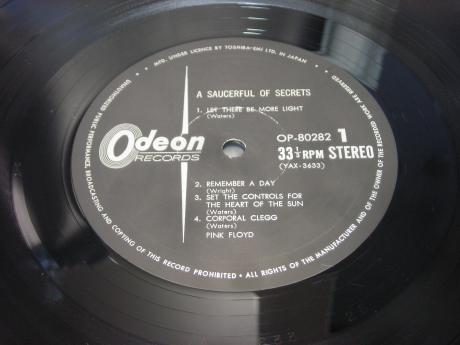 MFG. UNDER LICENCE BY TOSHIBA-EMI LTD. IN JAPAN
A SAUCERFUL OF SECRETS
1. LET THERE BE MORE LIGHT
(Waters)
Odeon
RECORDS
OP-80282 1
33⅓ RPM STEREO
(YAX-3633)
2. REMEMBER A DAY
(Wright)
3. SET THE CONTROLS FOR
THE HEART OF THE SUN
(Waters)
4. CORPORAL CLEGG
(Waters)
PINK FLOYD
UNAUTHORIZED PUBLIC PERFORMANCE, BROADCASTING AND COPYING OF THIS RECORD PROHIBITED • ALL RIGHTS OF THE MANUFACTURER AND OF THE OWNER OF THE RECORDED WORK ARE RESERVED